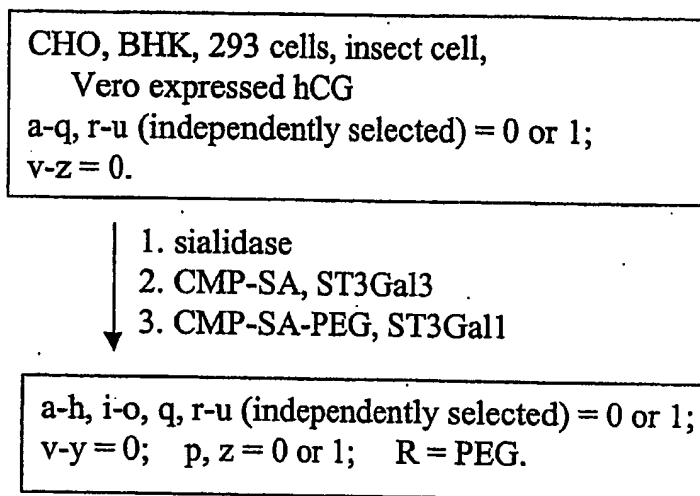 CHO, BHK, 293 cells, insect cell,
Vero expressed hCG
a-q, r-u (independently selected) = 0 or 1;
v-z = 0.
1. sialidase
2. CMP-SA, ST3Gal3
3. CMP-SA-PEG, ST3Gal1
a-h, i-o, q, r-u (independently selected) = 0 or 1;
v-y = 0; p, z = 0 or 1; R = PEG.